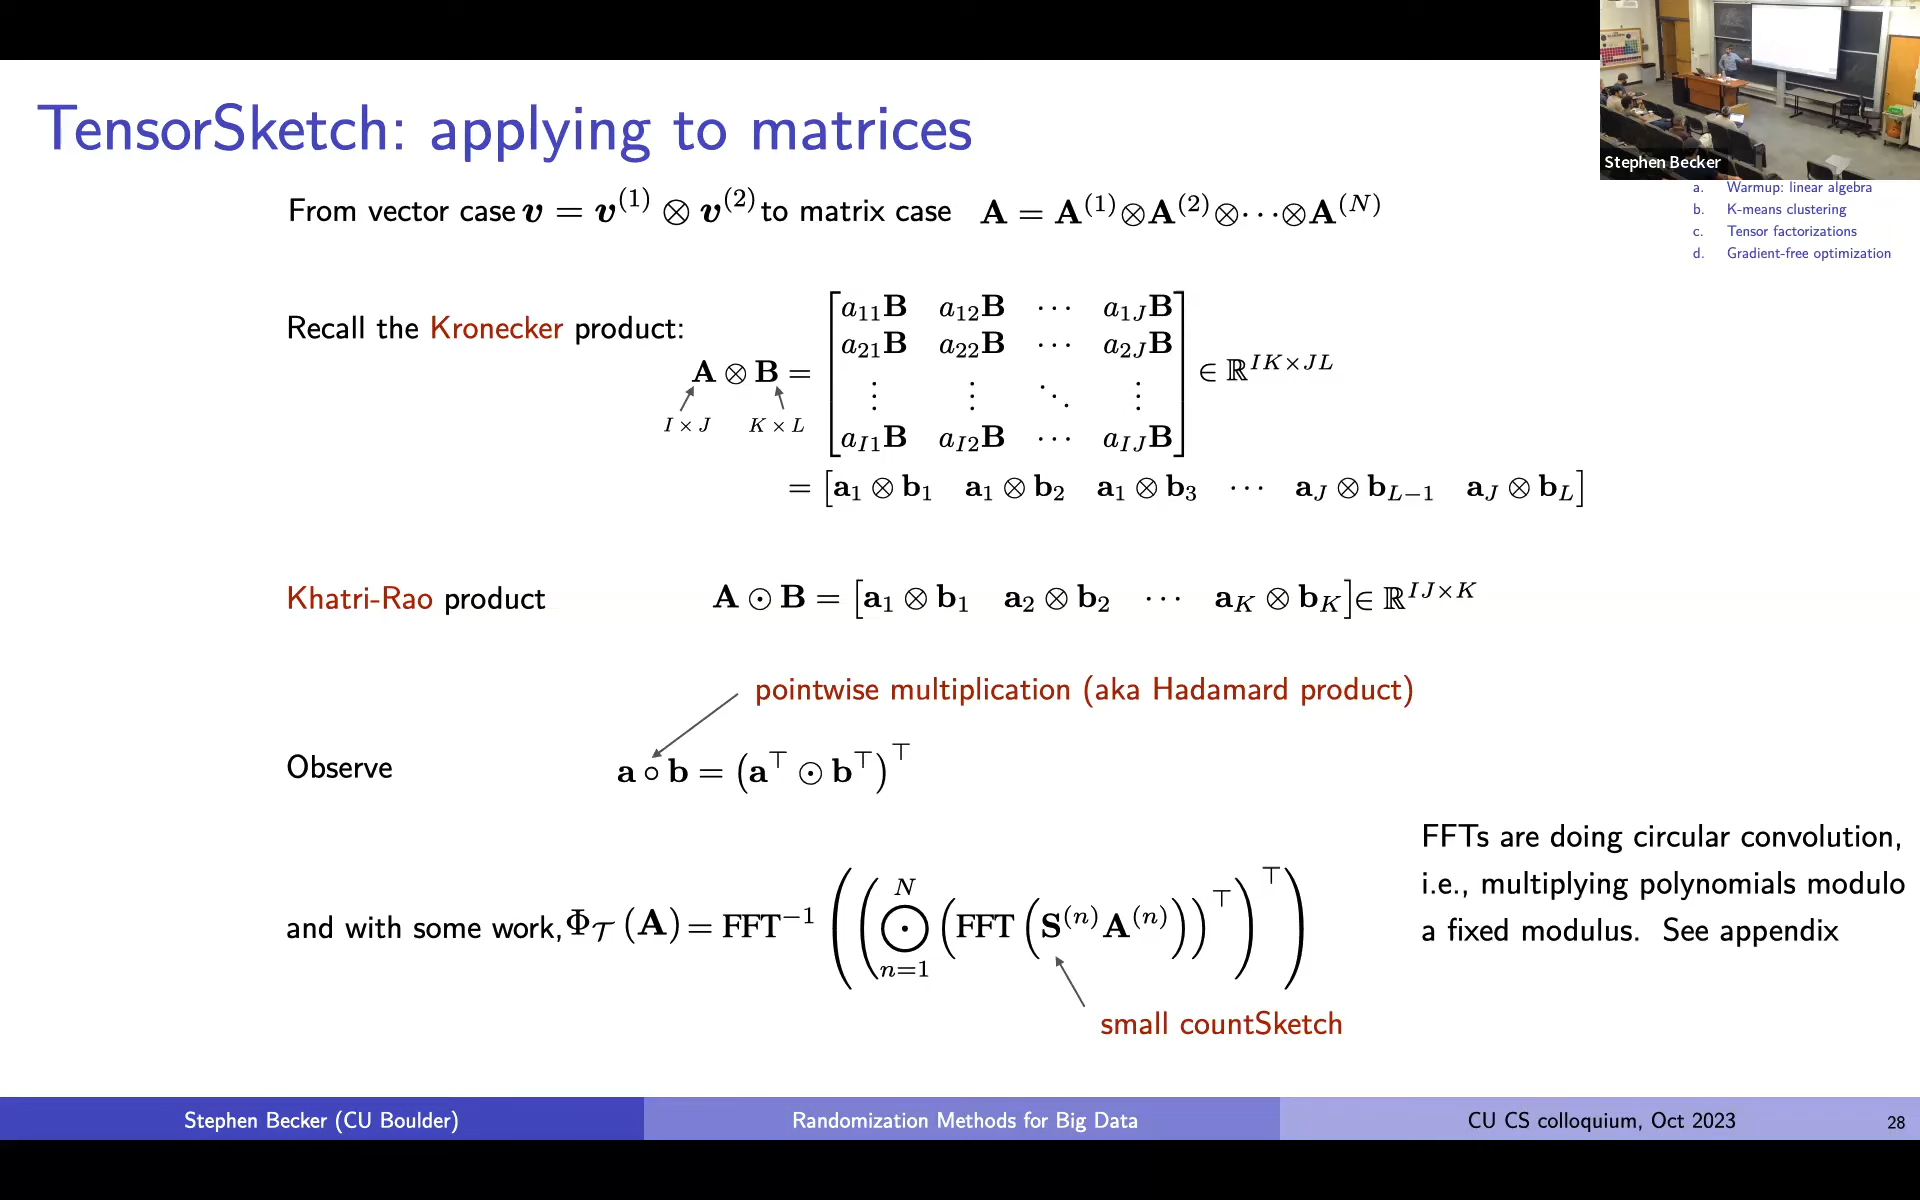 TensorSketch: applying to matrices
Stephen Becker
a. Warmup: linear algebra
b. K-means clustering
c. Tensor factorizations
d. Gradient-free optimization
From vector case v = v⁽¹⁾ ⊗ v⁽²⁾ to matrix case A = A⁽¹⁾⊗A⁽²⁾⊗···⊗A⁽ᴺ⁾
Recall the Kronecker product:
A ⊗ B = [a₁₁B a₁₂B ··· a₁JB
a₂₁B a₂₂B ··· a₂JB
⋮ ⋮ ⋱ ⋮
aI₁B aI₂B ··· aIJB] ∈ ℝ^{IK×JL}
I × J K × L
= [a₁ ⊗ b₁ a₁ ⊗ b₂ a₁ ⊗ b₃ ··· a_J ⊗ b_{L−1} a_J ⊗ b_L]
Khatri-Rao product A ⊙ B = [a₁ ⊗ b₁ a₂ ⊗ b₂ ··· a_K ⊗ b_K] ∈ ℝ^{IJ×K}
pointwise multiplication (aka Hadamard product)
Observe a ∘ b = (a^⊤ ⊙ b^⊤)^⊤
and with some work, Φ_𝒯 (A) = FFT⁻¹ ((⨀_{n=1}^{N} (FFT (S⁽ⁿ⁾A⁽ⁿ⁾))^⊤)^⊤)
small countSketch
FFTs are doing circular convolution,
i.e., multiplying polynomials modulo
a fixed modulus. See appendix
Stephen Becker (CU Boulder) Randomization Methods for Big Data CU CS colloquium, Oct 2023 28